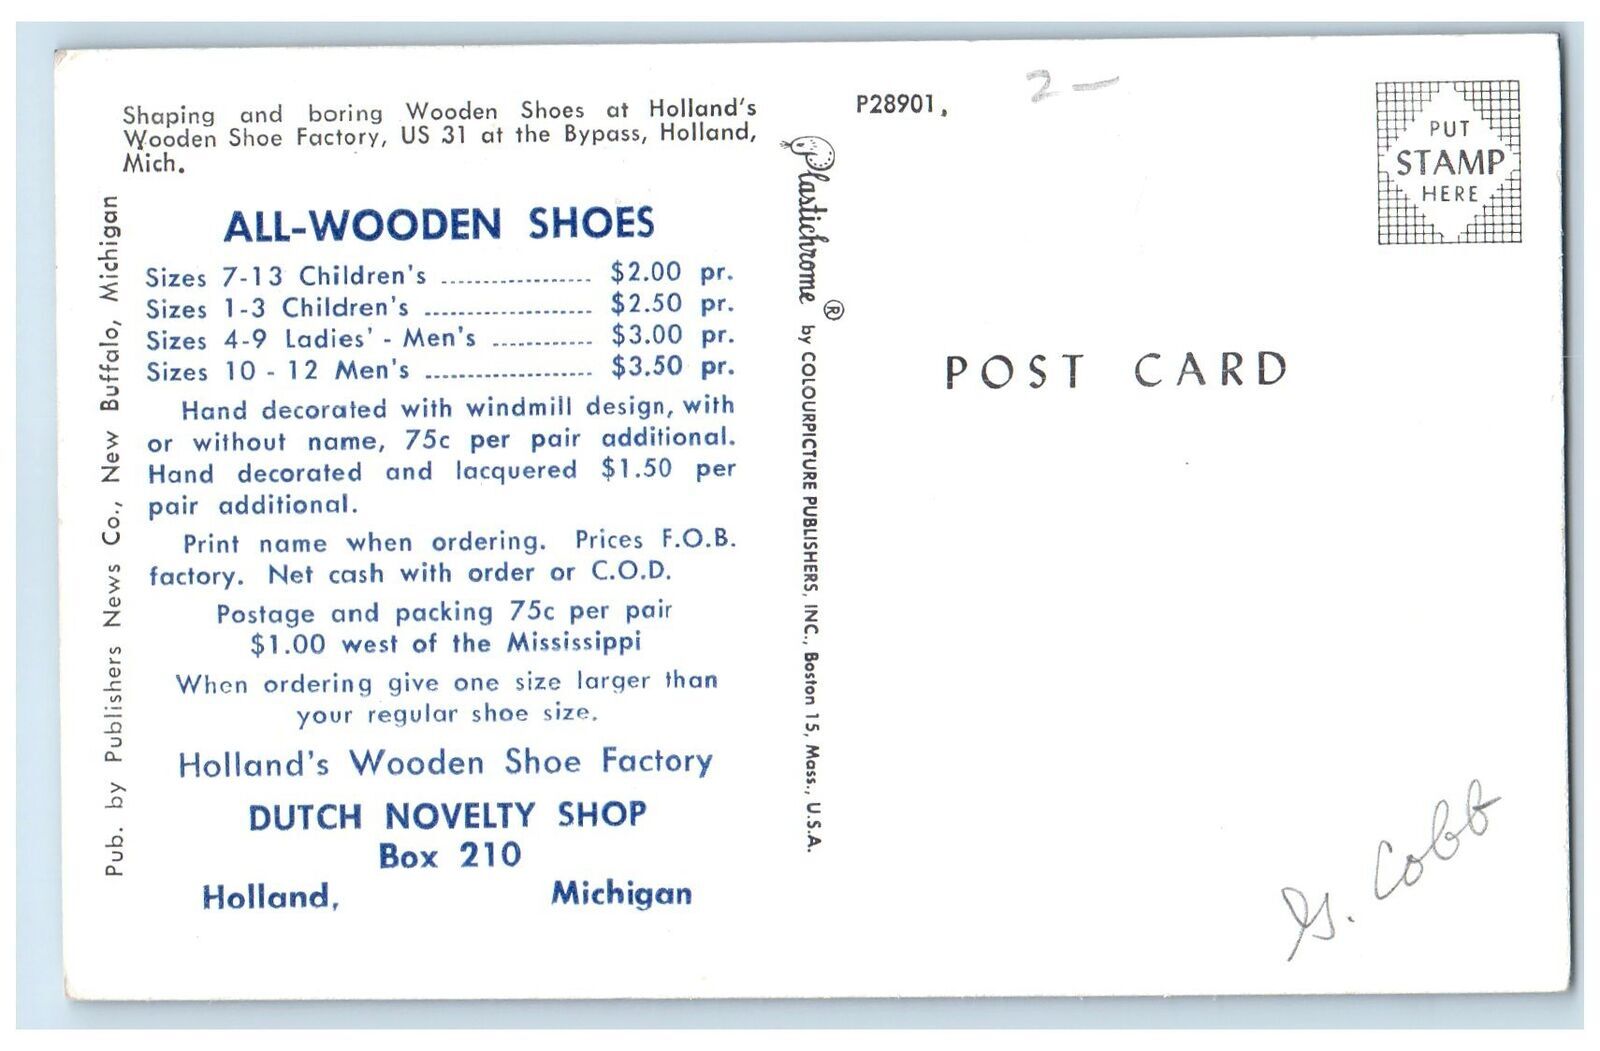 Shaping and boring Wooden Shoes at Holland's
Wooden Shoe Factory, US 31 at the Bypass, Holland,
Mich.
Pub. by Publishers News Co., New Buffalo, Michigan
ALL-WOODEN SHOES
Sizes 7-13 Children's .................. $2.00 pr.
Sizes 1-3 Children's .................... $2.50 pr.
Sizes 4-9 Ladies' - Men's ............ $3.00 pr.
Sizes 10 - 12 Men's .................... $3.50 pr.
Hand decorated with windmill design, with
or without name, 75c per pair additional.
Hand decorated and lacquered $1.50 per
pair additional.
Print name when ordering. Prices F.O.B.
factory. Net cash with order or C.O.D.
Postage and packing 75c per pair
$1.00 west of the Mississippi
When ordering give one size larger than
your regular shoe size.
Holland's Wooden Shoe Factory
DUTCH NOVELTY SHOP
Box 210
Holland, Michigan
Plastichrome ® by COLOURPICTURE PUBLISHERS, INC., Boston 15, Mass., U.S.A.
P28901,
2 —
PUT
STAMP
HERE
POST CARD
G. Cobb